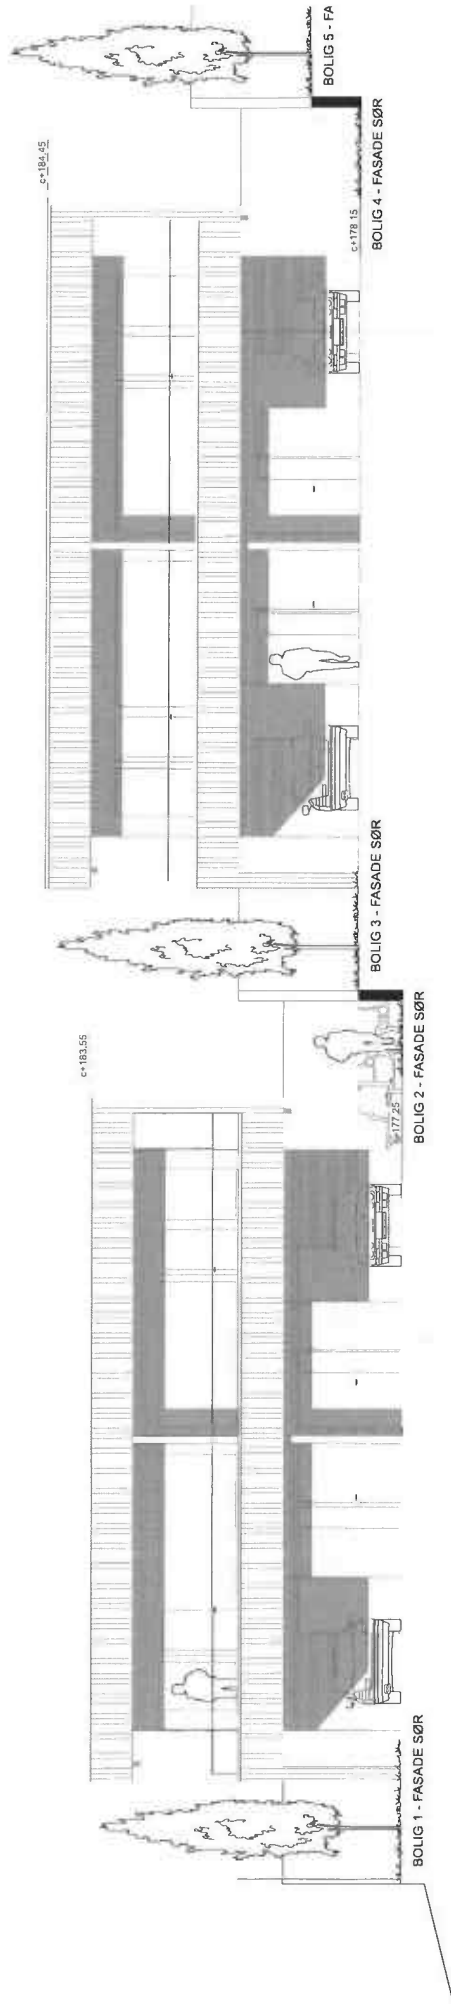 BOLIG 1 - FASADE SØR
c+183.55
177.25
BOLIG 2 - FASADE SØR
BOLIG 3 - FASADE SØR
c+184.45
c+178.15
BOLIG 4 - FASADE SØR
BOLIG 5 - FA